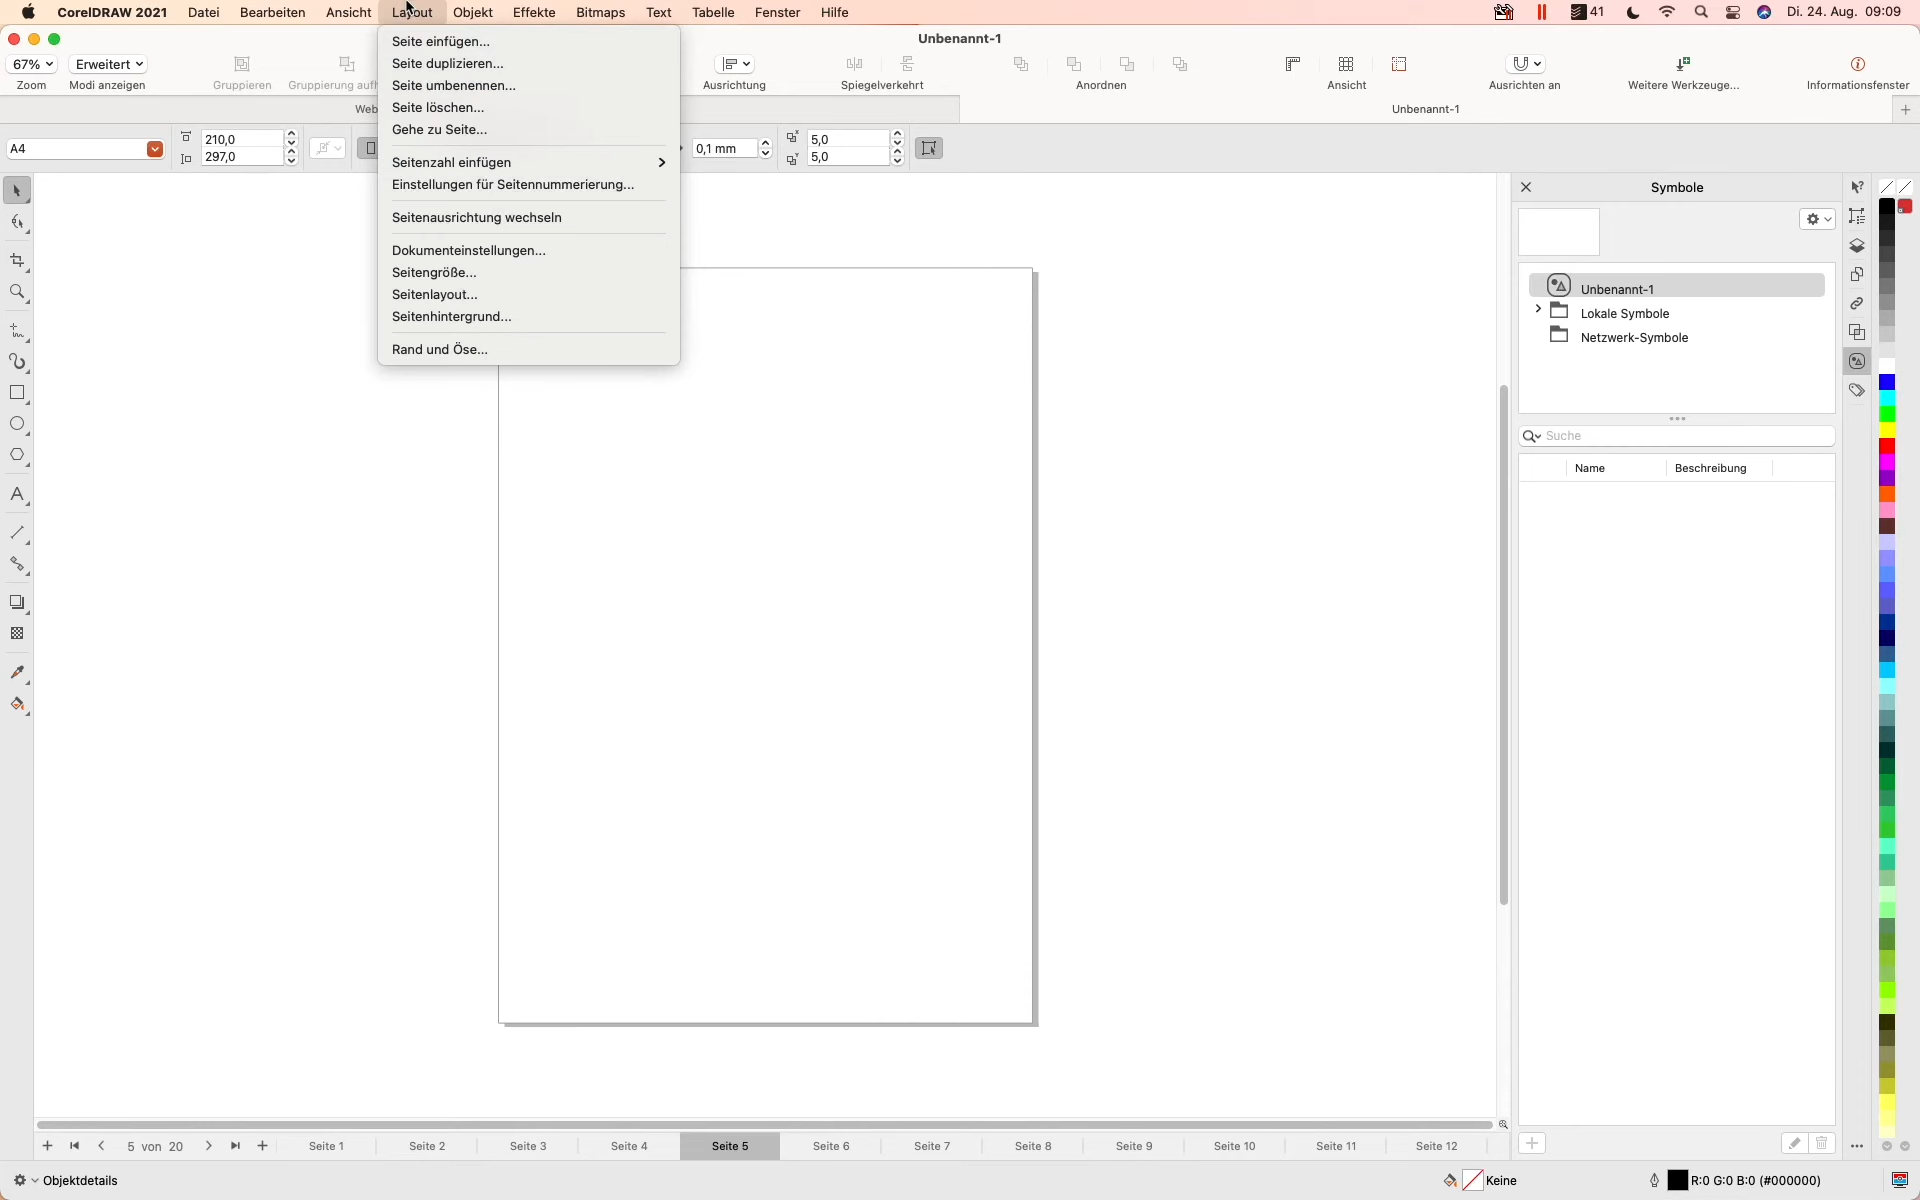 CorelDRAW 2021 Datei Bearbeiten Ansicht Layout Objekt Effekte Bitmaps Text Tabelle Fenster Hilfe 41 Di. 24. Aug. 09:09
Unbenannt-1
67% Erweitert
Zoom Modi anzeigen Gruppieren Gruppierung aufh Ausrichtung Spiegelverkehrt Anordnen Ansicht Ausrichten an Weitere Werkzeuge... Informationsfenster
Web Unbenannt-1
A4 210,0 297,0 0,1 mm 5,0 5,0
Seite einfügen...
Seite duplizieren...
Seite umbenennen...
Seite löschen...
Gehe zu Seite...
Seitenzahl einfügen
Einstellungen für Seitennummerierung...
Seitenausrichtung wechseln
Dokumenteinstellungen...
Seitengröße...
Seitenlayout...
Seitenhintergrund...
Rand und Öse...
Symbole
Unbenannt-1
Lokale Symbole
Netzwerk-Symbole
Suche
Name Beschreibung
5 von 20 Seite 1 Seite 2 Seite 3 Seite 4 Seite 5 Seite 6 Seite 7 Seite 8 Seite 9 Seite 10 Seite 11 Seite 12
Objektdetails Keine R:0 G:0 B:0 (#000000)